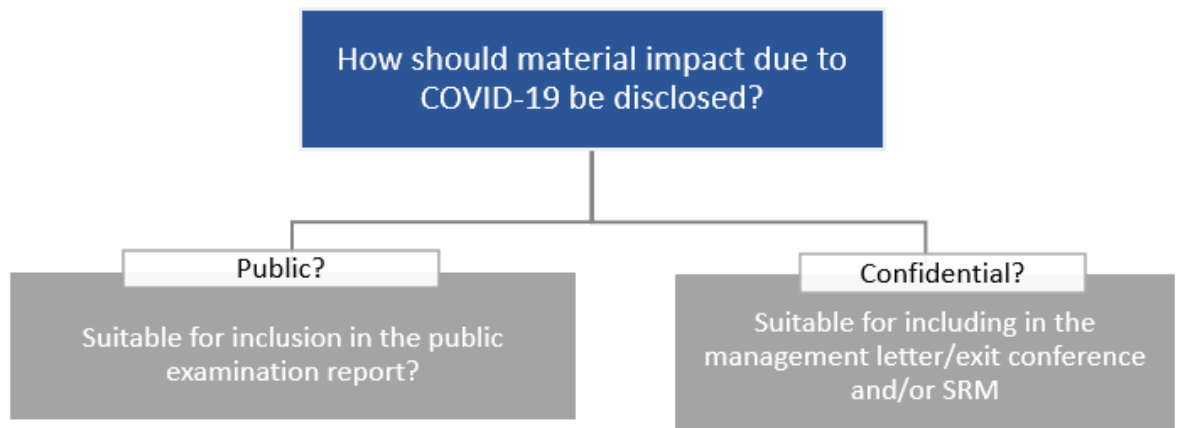 How should material impact due to
COVID-19 be disclosed?
Public?
Suitable for inclusion in the public
examination report?
Confidential?
Suitable for including in the
management letter/exit conference
and/or SRM